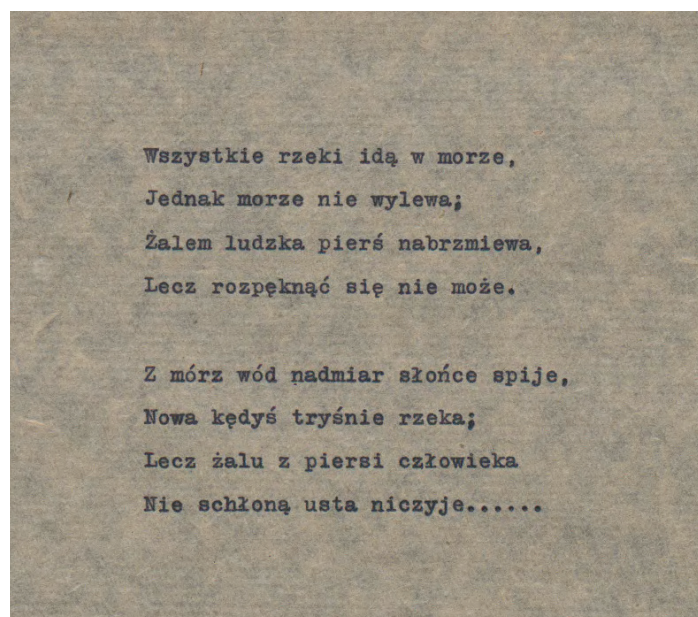 Wszystkie rzeki idą w morze,
Jednak morze nie wylewa;
Żalem ludzka pierś nabrzmiewa,
Lecz rozpęknąć się nie może.
Z mórz wód nadmiar słońce spije,
Nowa kędyś tryśnie rzeka;
Lecz żalu z piersi człowieka
Nie schłoną usta niczyje......